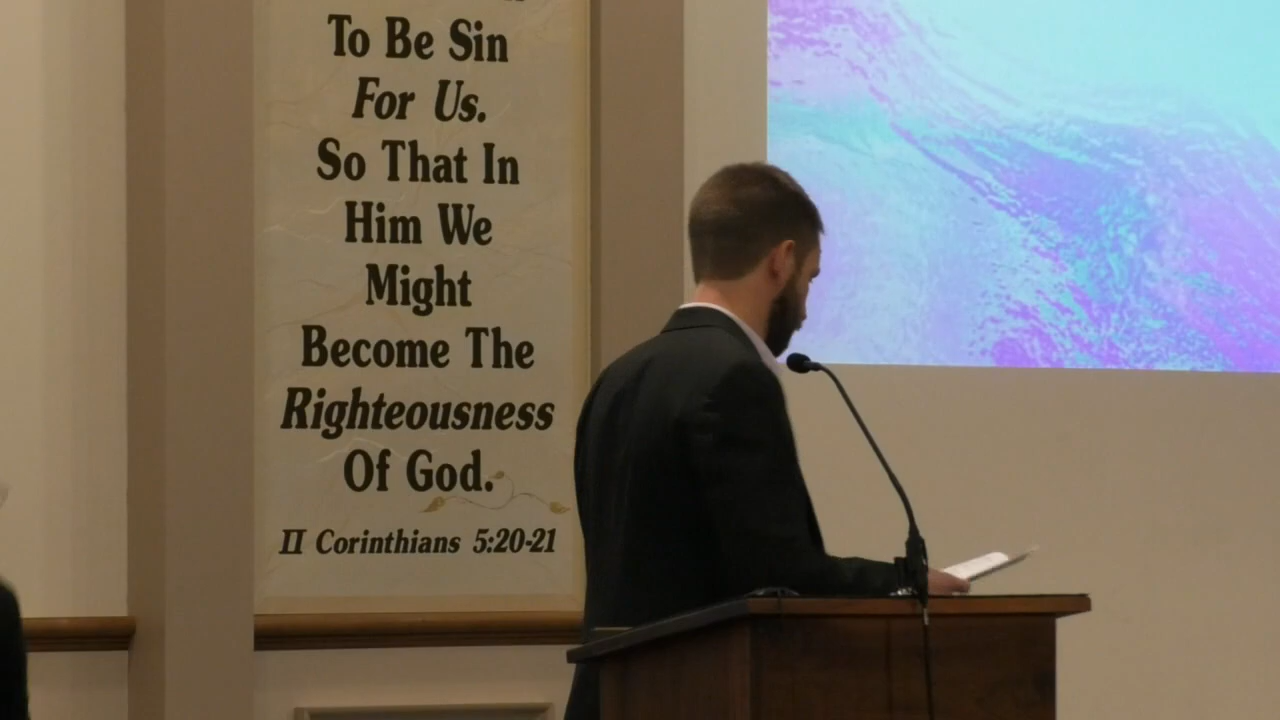 To Be Sin
For Us.
So That In
Him We
Might
Become The
Righteousness
Of God.
II Corinthians 5:20-21